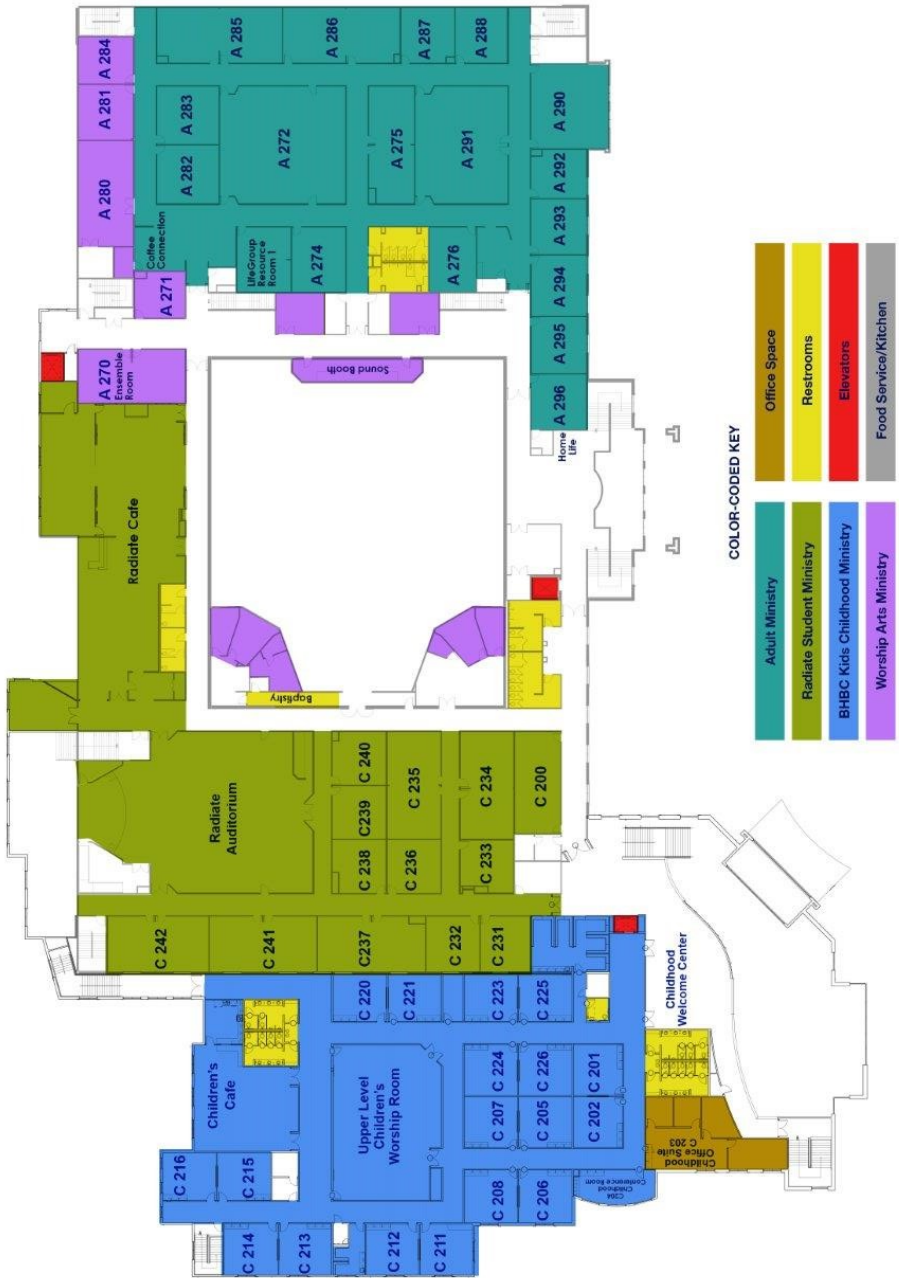 C 214
C 213
C 212
C 211
C 216
C 215
Children's
Cafe
Upper Level
Children's
Worship Room
C 208
C 206
C 207
C 205
C 202
C 224
C 226
C 201
C 220
C 221
C 223
C 225
C204
Childhood
Conference Room
Childhood
Office Suite
C 203
Childhood
Welcome Center
C 242
C 241
C237
C 232
C 231
Radiate
Auditorium
C 238
C239
C 240
C 236
C 235
C 233
C 234
C 200
Baptistry
Radiate Cafe
Sound Booth
A 270
Ensemble
Room
A 271
A 280
A 281
A 284
Coffee
Connection
LifeGroup
Resource
Room 1
A 274
A 276
A 282
A 283
A 272
A 275
A 291
A 285
A 286
A 287
A 288
A 290
A 292
A 293
A 294
A 295
A 296
Home
Life
COLOR-CODED KEY
Adult Ministry
Radiate Student Ministry
BHBC Kids Childhood Ministry
Worship Arts Ministry
Office Space
Restrooms
Elevators
Food Service/Kitchen